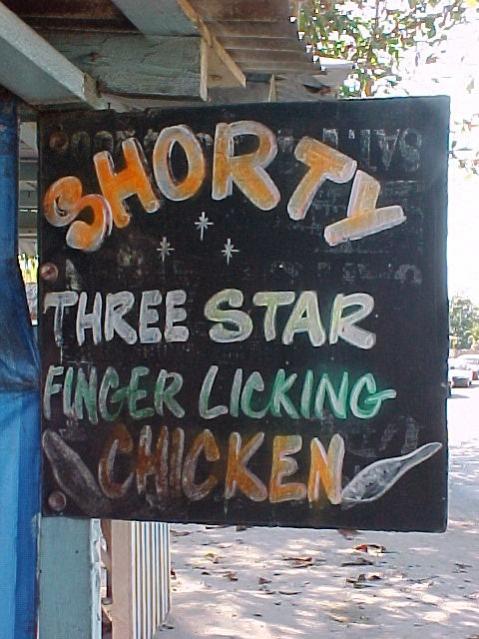 SHORTY
THREE STAR
FINGER LICKING
CHICKEN